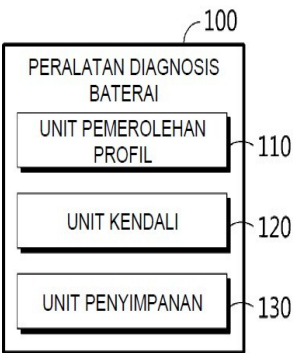 100
PERALATAN DIAGNOSIS
BATERAI
UNIT PEMEROLEHAN
PROFIL
110
UNIT KENDALI
120
UNIT PENYIMPANAN
130